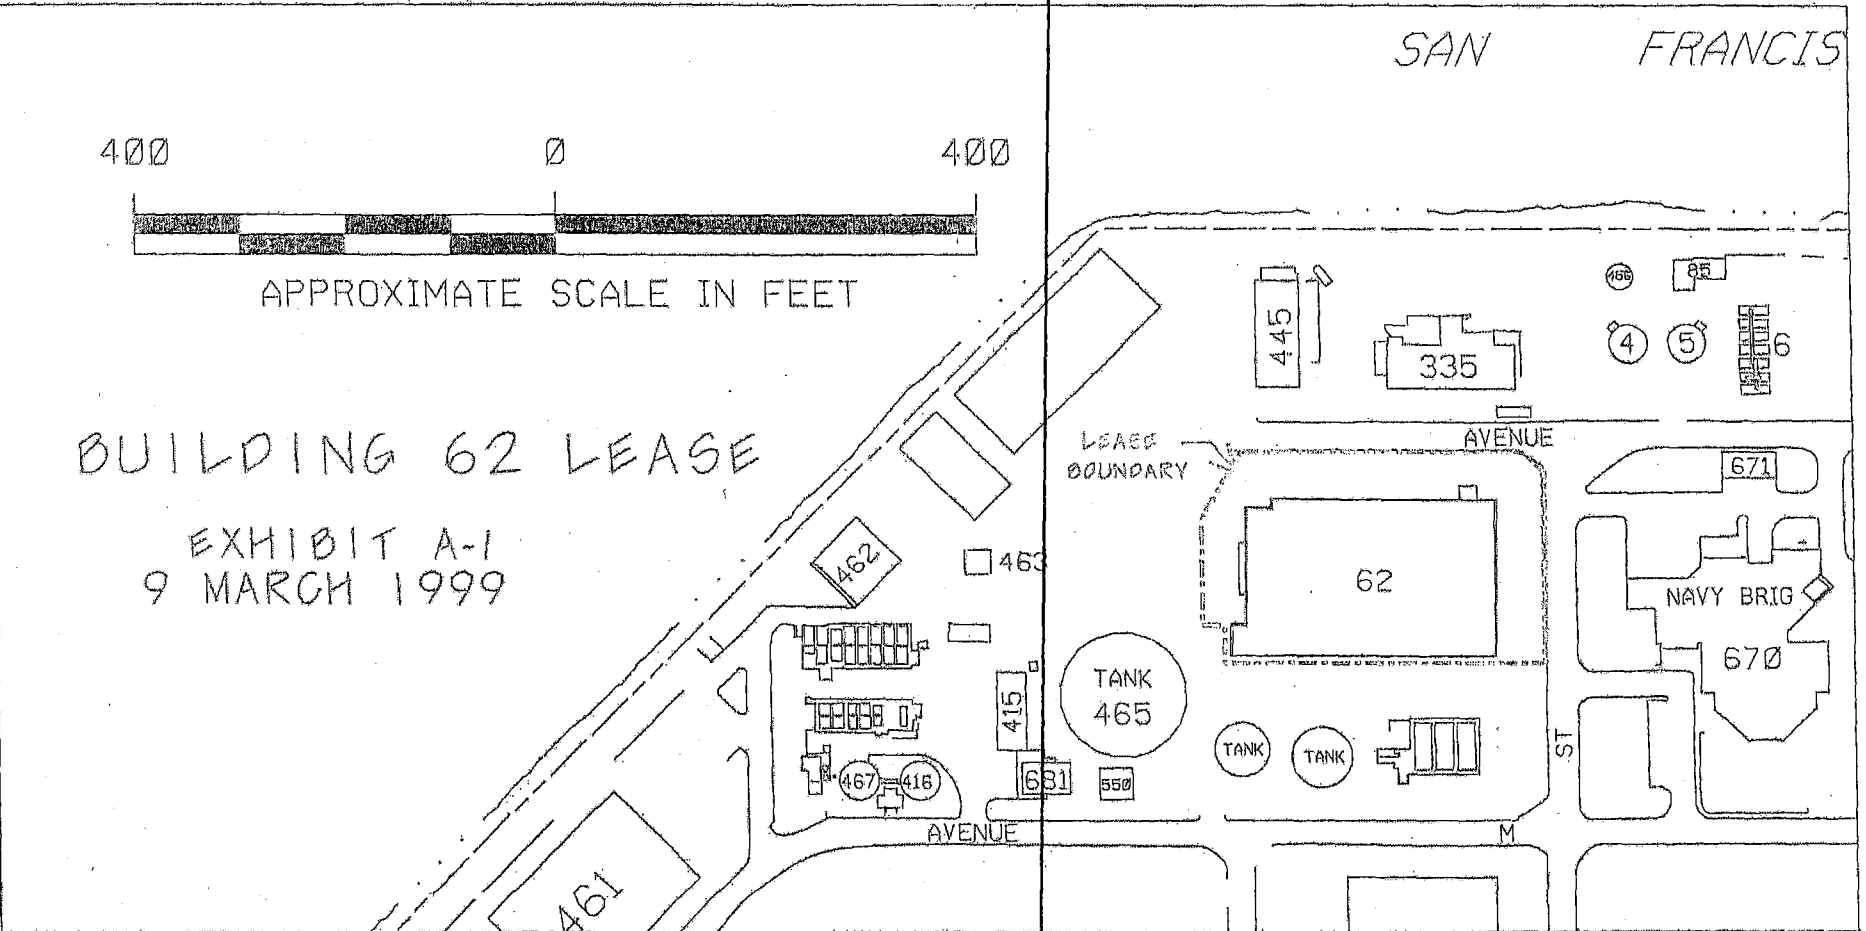 SAN FRANCIS
400 0 400
APPROXIMATE SCALE IN FEET
BUILDING 62 LEASE
EXHIBIT A-1
9 MARCH 1999
466
85
445
335
4
5
6
AVENUE
LEASE
BOUNDARY
671
462
463
62
NAVY BRIG
670
TANK
465
415
TANK
TANK
ST
467
416
681
550
AVENUE
M
461